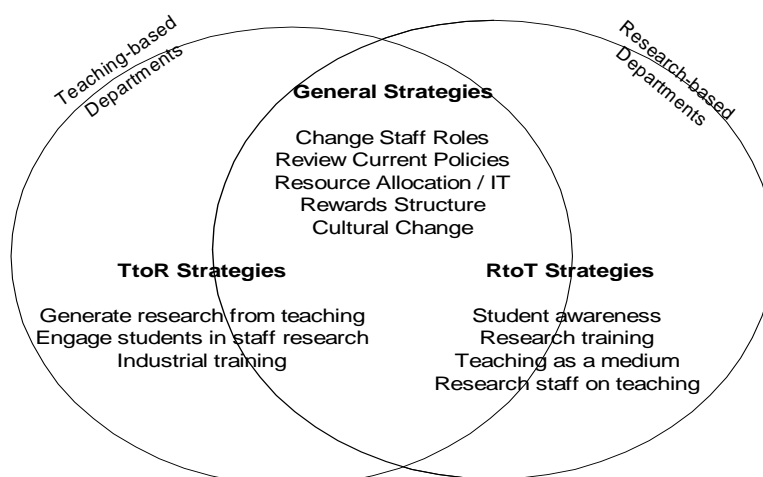 Teaching-based
Departments
Research-based
Departments
General Strategies
Change Staff Roles
Review Current Policies
Resource Allocation / IT
Rewards Structure
Cultural Change
TtoR Strategies
Generate research from teaching
Engage students in staff research
Industrial training
RtoT Strategies
Student awareness
Research training
Teaching as a medium
Research staff on teaching